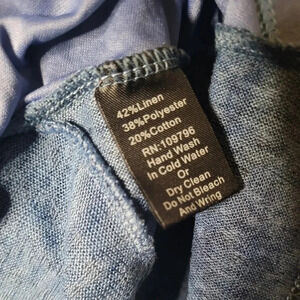 42%Linen
38%Polyester
20%Cotton
RN:109796
Hand Wash
In Cold Water
Or
Dry Clean
Do Not Bleach
And Wring